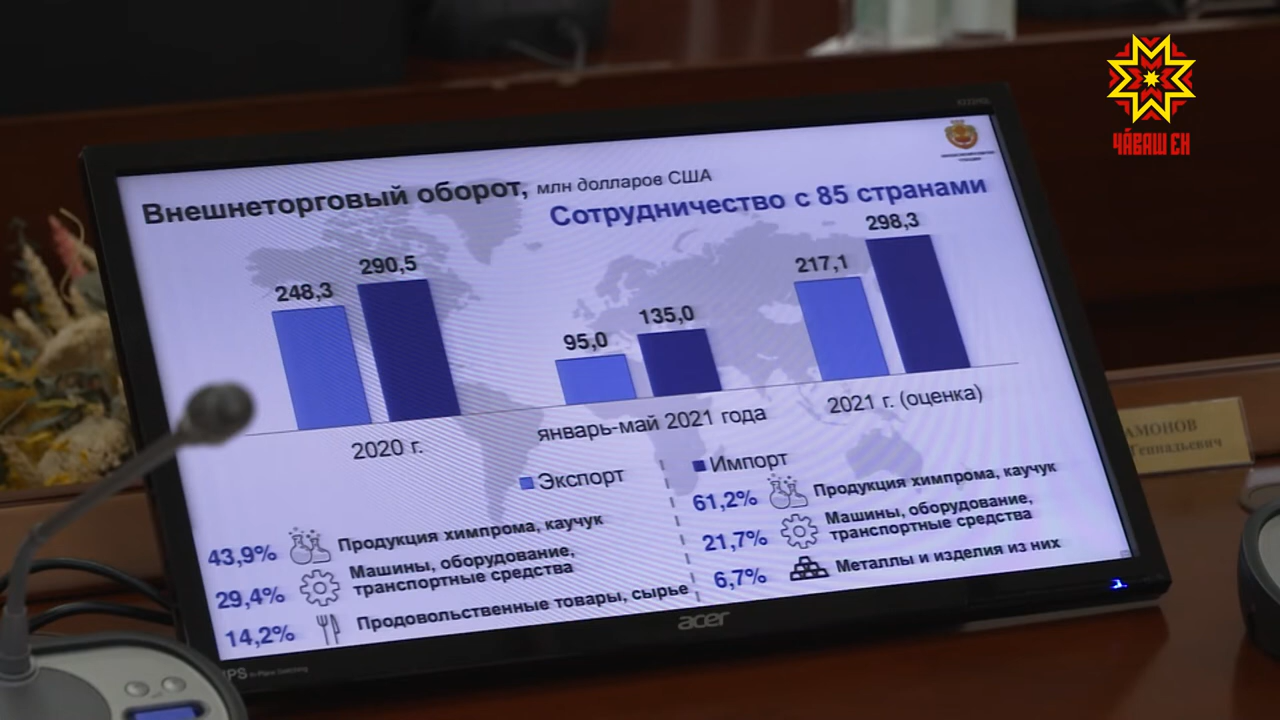 ЧӐВАШ ЕН
Внешнеторговый оборот, млн долларов США
Сотрудничество с 85 странами
248,3
290,5
95,0
135,0
217,1
298,3
2020 г.
январь-май 2021 года
2021 г. (оценка)
Экспорт
Импорт
43,9%
Продукция химпрома, каучук
29,4%
Машины, оборудование,
транспортные средства
14,2%
Продовольственные товары, сырье
61,2%
Продукция химпрома, каучук
21,7%
Машины, оборудование,
транспортные средства
6,7%
Металлы и изделия из них
acer
IPS
АМОНОВ
Геннадьевич